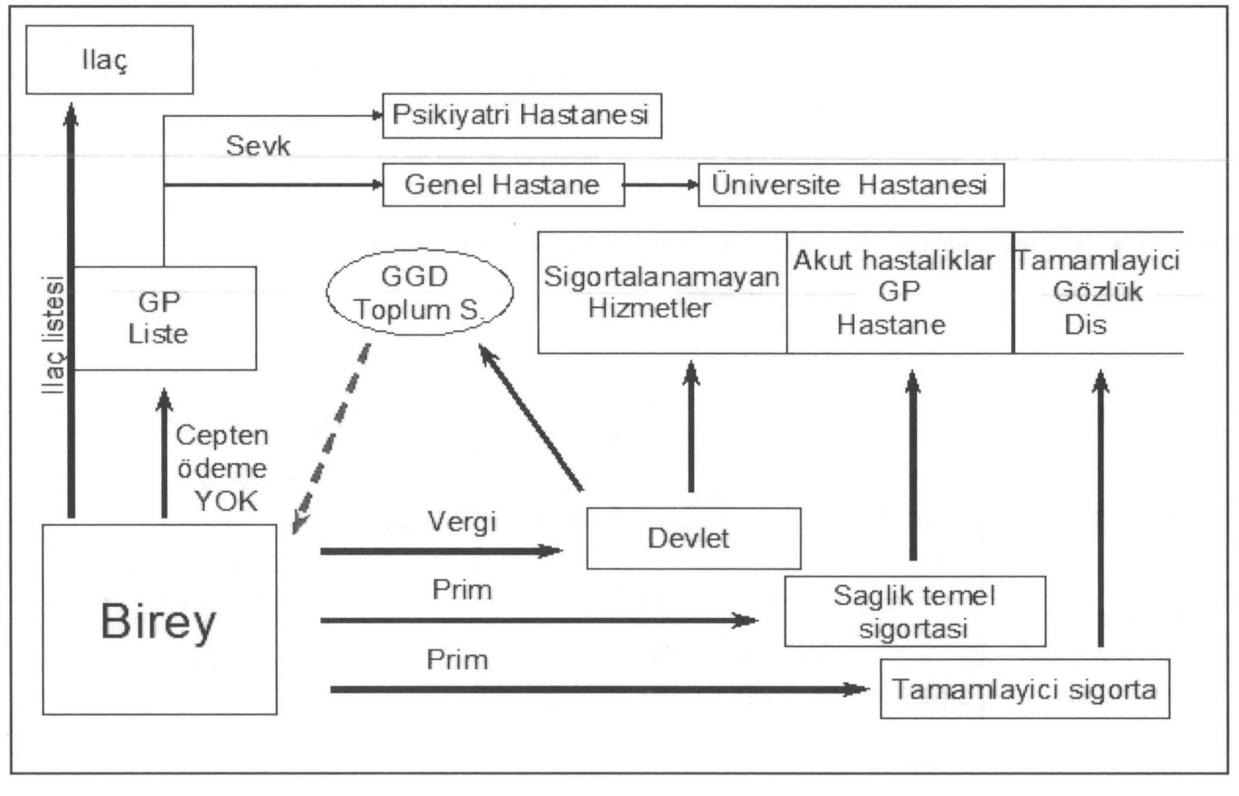 Ilaç
Psikiyatri Hastanesi
Sevk
Genel Hastane
Üniversite Hastanesi
GGD
Toplum S.
Sigortalanamayan
Hizmetler
Akut hastaliklar
GP
Hastane
Tamamlayici
Gözlük
Dis
GP
Liste
Ilaç listesi
Cepten
ödeme
YOK
Vergi
Devlet
Birey
Prim
Saglik temel
sigortasi
Prim
Tamamlayici sigorta